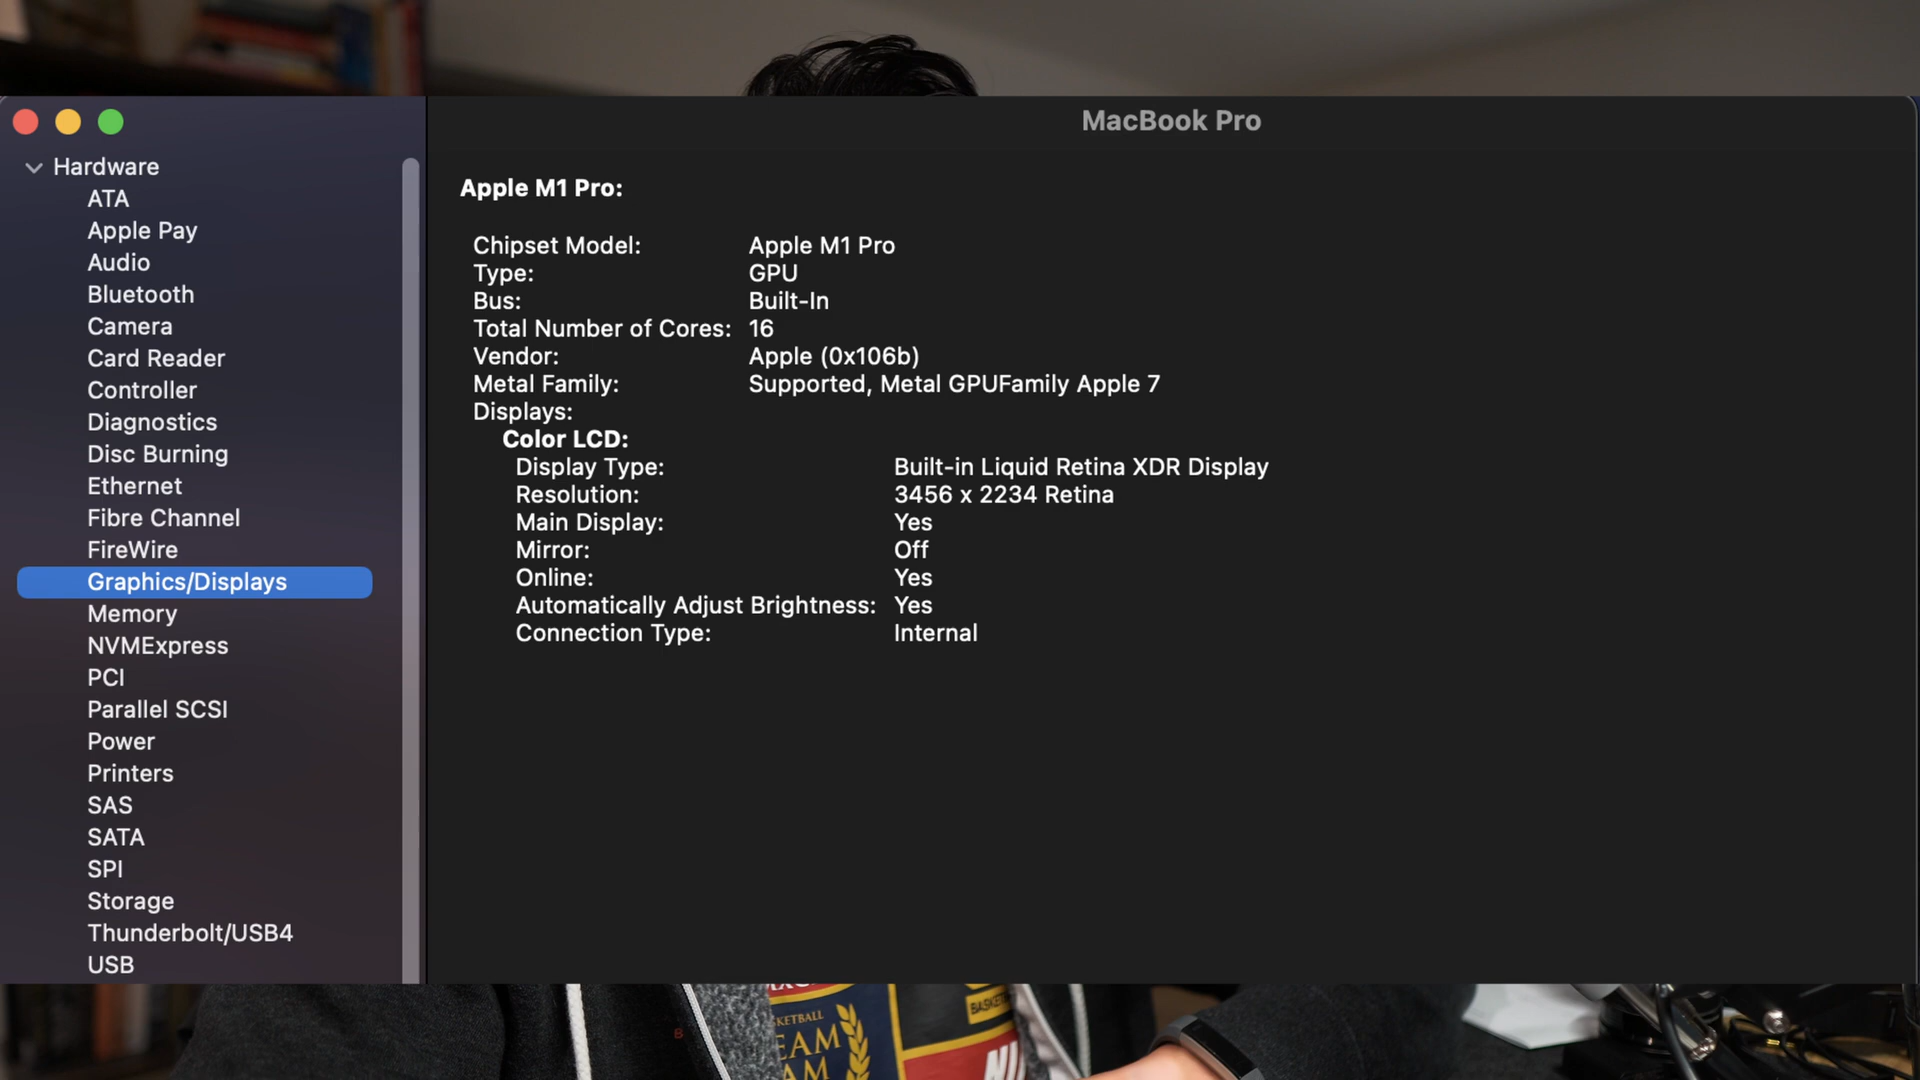 MacBook Pro
Hardware
ATA
Apple Pay
Audio
Bluetooth
Camera
Card Reader
Controller
Diagnostics
Disc Burning
Ethernet
Fibre Channel
FireWire
Graphics/Displays
Memory
NVMExpress
PCI
Parallel SCSI
Power
Printers
SAS
SATA
SPI
Storage
Thunderbolt/USB4
USB
Apple M1 Pro:
Chipset Model: Apple M1 Pro
Type: GPU
Bus: Built-In
Total Number of Cores: 16
Vendor: Apple (0x106b)
Metal Family: Supported, Metal GPUFamily Apple 7
Displays:
Color LCD:
Display Type: Built-in Liquid Retina XDR Display
Resolution: 3456 x 2234 Retina
Main Display: Yes
Mirror: Off
Online: Yes
Automatically Adjust Brightness: Yes
Connection Type: Internal